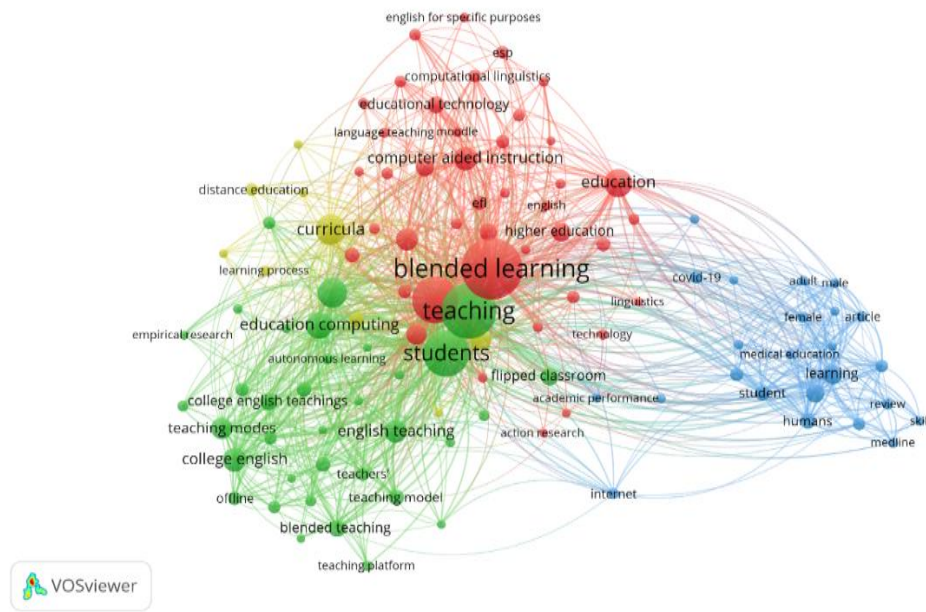 english for specific purposes
esp
computational linguistics
educational technology
language teaching moodle
computer aided instruction
education
distance education
efl
english
curricula
higher education
learning process
blended learning
covid-19
adult male
linguistics
teaching
female article
empirical research
education computing
technology
autonomous learning
students
medical education
flipped classroom
learning
college english teachings
academic performance
student
review
teaching modes
english teaching
action research
humans
skil
medline
college english
teachers'
offline
teaching model
internet
blended teaching
teaching platform
VOSviewer